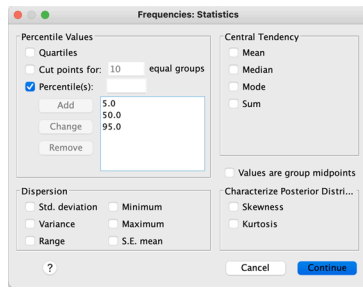 Frequencies: Statistics
Percentile Values
Quartiles
Cut points for: 10 equal groups
Percentile(s):
Add
Change
Remove
5.0
50.0
95.0
Central Tendency
Mean
Median
Mode
Sum
Values are group midpoints
Dispersion
Std. deviation
Minimum
Variance
Maximum
Range
S.E. mean
Characterize Posterior Distri...
Skewness
Kurtosis
?
Cancel
Continue